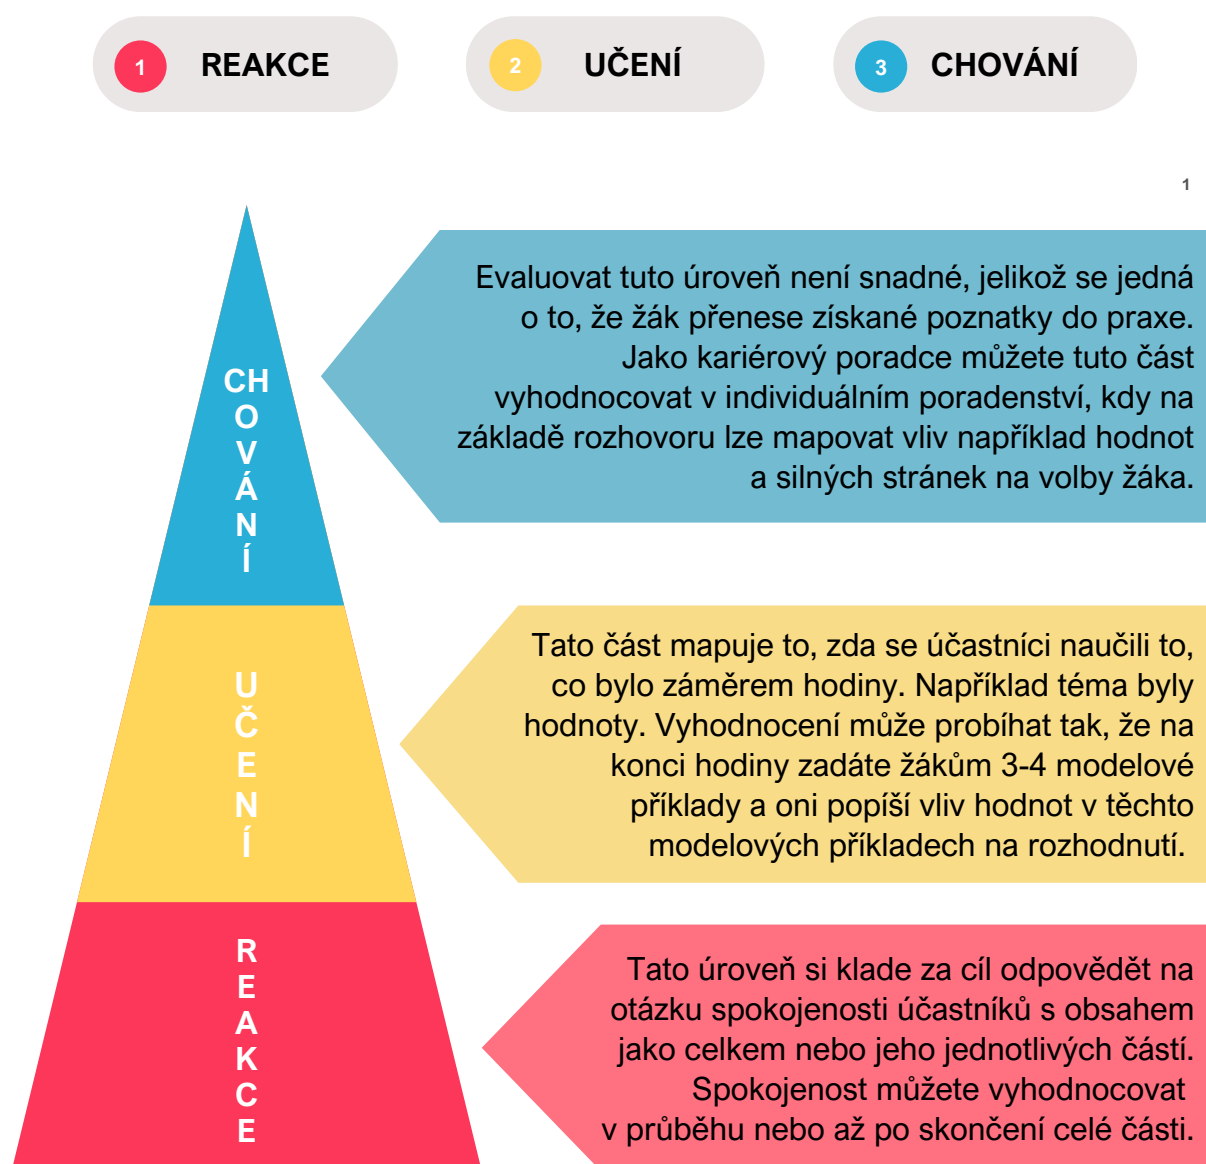 1 REAKCE
2 UČENÍ
3 CHOVÁNÍ
1
CH
O
V
Á
N
Í
Evaluovat tuto úroveň není snadné, jelikož se jedná
o to, že žák přenese získané poznatky do praxe.
Jako kariérový poradce můžete tuto část
vyhodnocovat v individuálním poradenství, kdy na
základě rozhovoru lze mapovat vliv například hodnot
a silných stránek na volby žáka.
U
Č
E
N
Í
Tato část mapuje to, zda se účastníci naučili to,
co bylo záměrem hodiny. Například téma byly
hodnoty. Vyhodnocení může probíhat tak, že na
konci hodiny zadáte žákům 3-4 modelové
příklady a oni popíší vliv hodnot v těchto
modelových příkladech na rozhodnutí.
R
E
A
K
C
E
Tato úroveň si klade za cíl odpovědět na
otázku spokojenosti účastníků s obsahem
jako celkem nebo jeho jednotlivých částí.
Spokojenost můžete vyhodnocovat
v průběhu nebo až po skončení celé části.